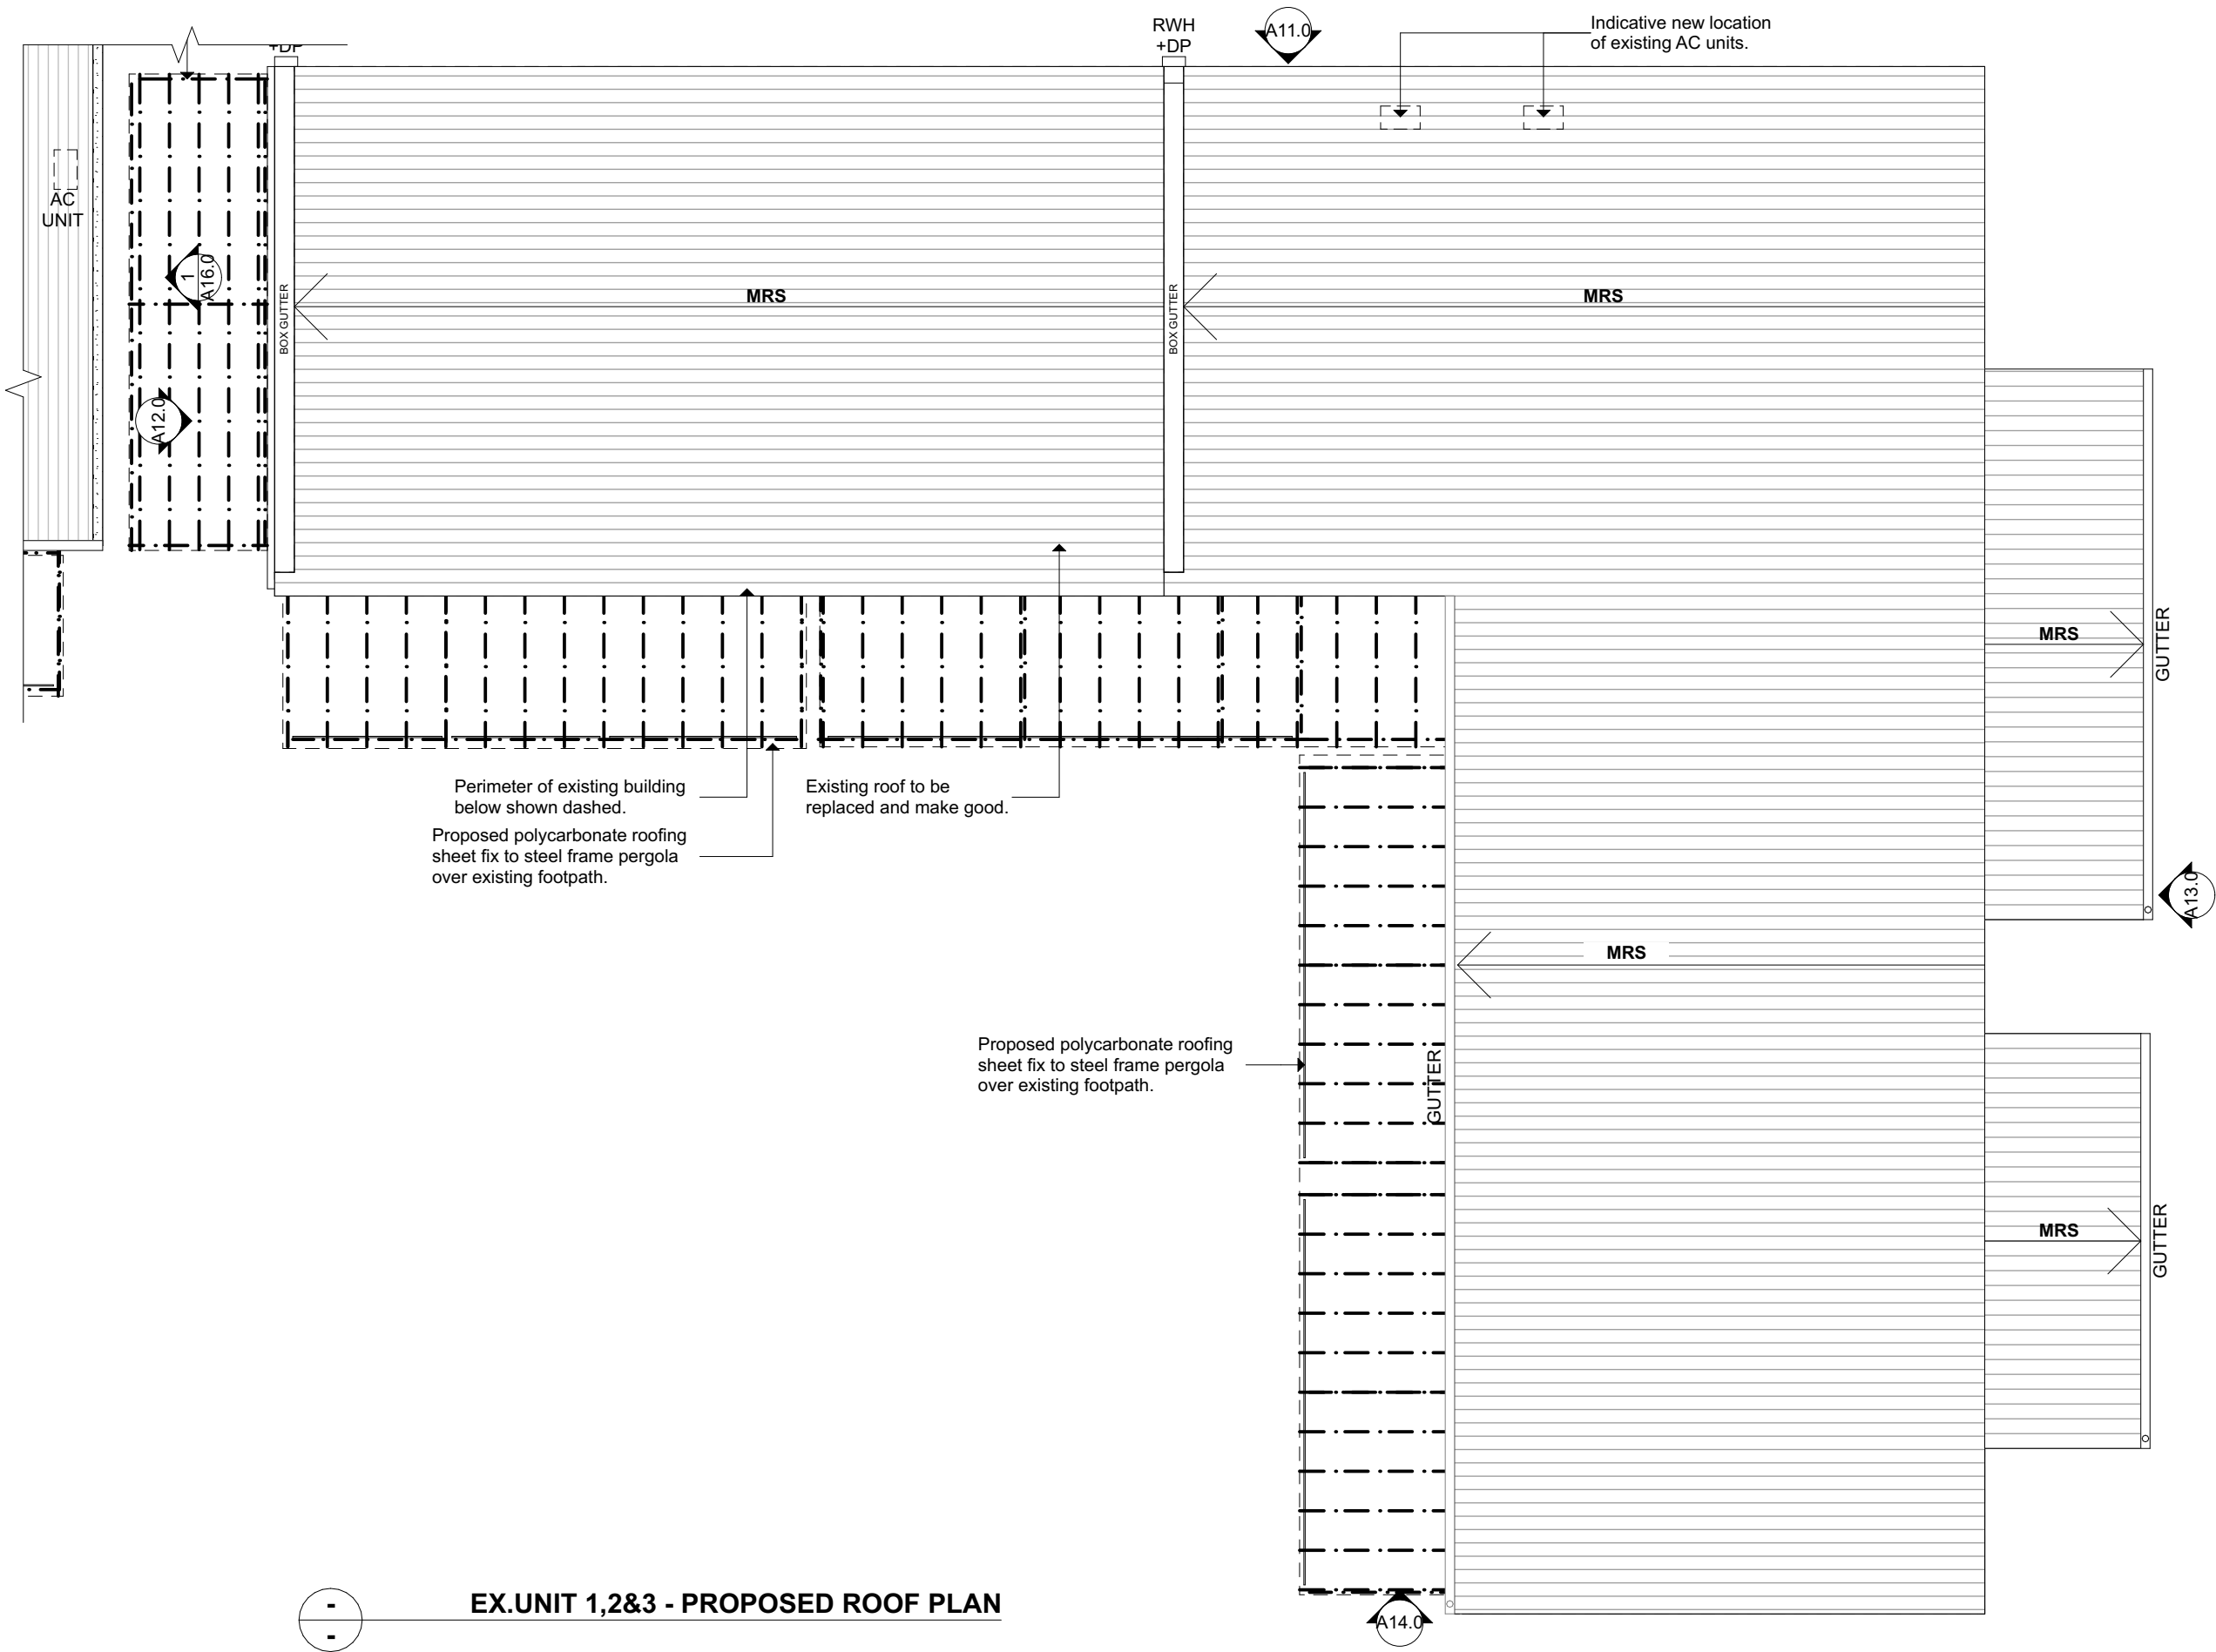 RWH
+DP
+DP
A11.0
Indicative new location
of existing AC units.
AC
UNIT
1
A16.0
A12.0
BOX GUTTER
MRS
BOX GUTTER
MRS
MRS
GUTTER
Perimeter of existing building
below shown dashed.
Existing roof to be
replaced and make good.
Proposed polycarbonate roofing
sheet fix to steel frame pergola
over existing footpath.
A13.0
MRS
Proposed polycarbonate roofing
sheet fix to steel frame pergola
over existing footpath.
GUTTER
MRS
GUTTER
-
-
EX.UNIT 1,2&3 - PROPOSED ROOF PLAN
A14.0